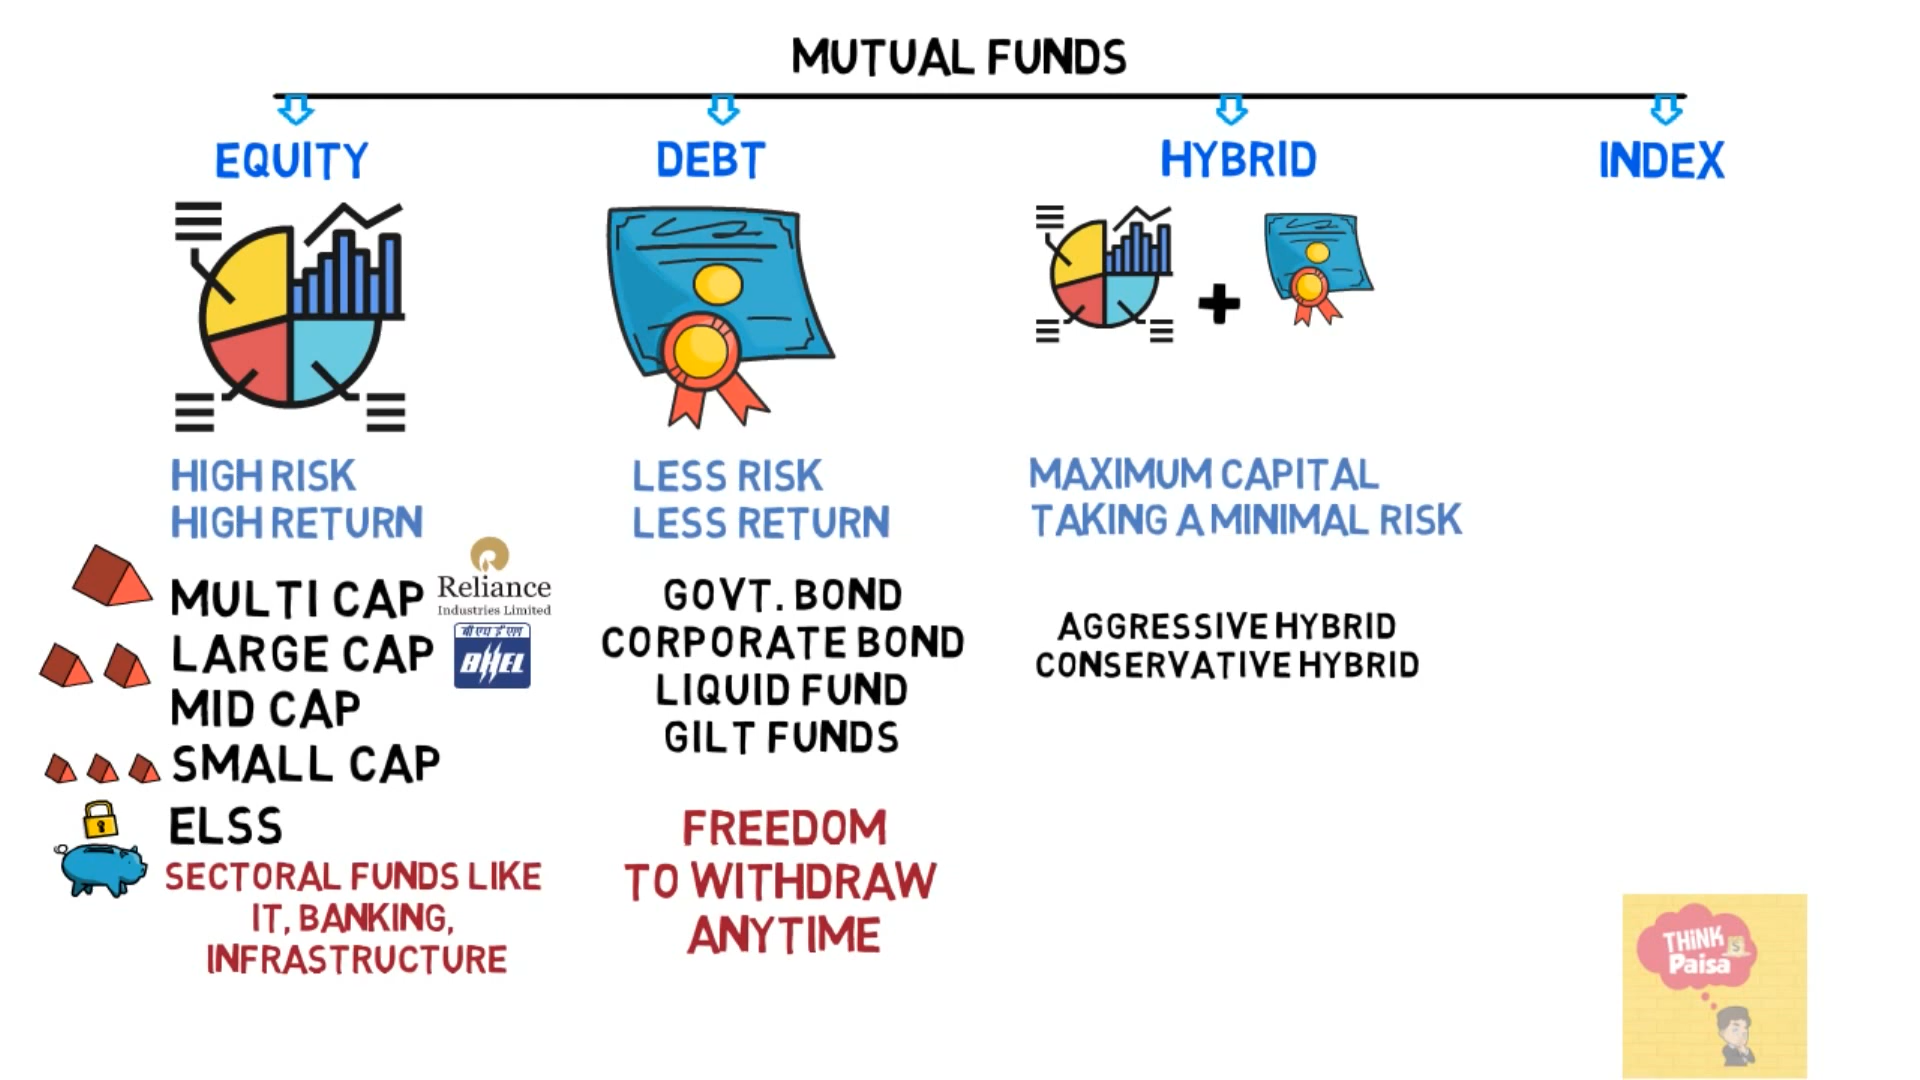 MUTUAL FUNDS
EQUITY
HIGH RISK
HIGH RETURN
MULTI CAP
LARGE CAP
MID CAP
SMALL CAP
ELSS
SECTORAL FUNDS LIKE
IT, BANKING,
INFRASTRUCTURE
Reliance
Industries Limited
बी एच ई एल
BHEL
DEBT
LESS RISK
LESS RETURN
GOVT. BOND
CORPORATE BOND
LIQUID FUND
GILT FUNDS
FREEDOM
TO WITHDRAW
ANYTIME
HYBRID
MAXIMUM CAPITAL
TAKING A MINIMAL RISK
AGGRESSIVE HYBRID
CONSERVATIVE HYBRID
INDEX
THINK
Paisa